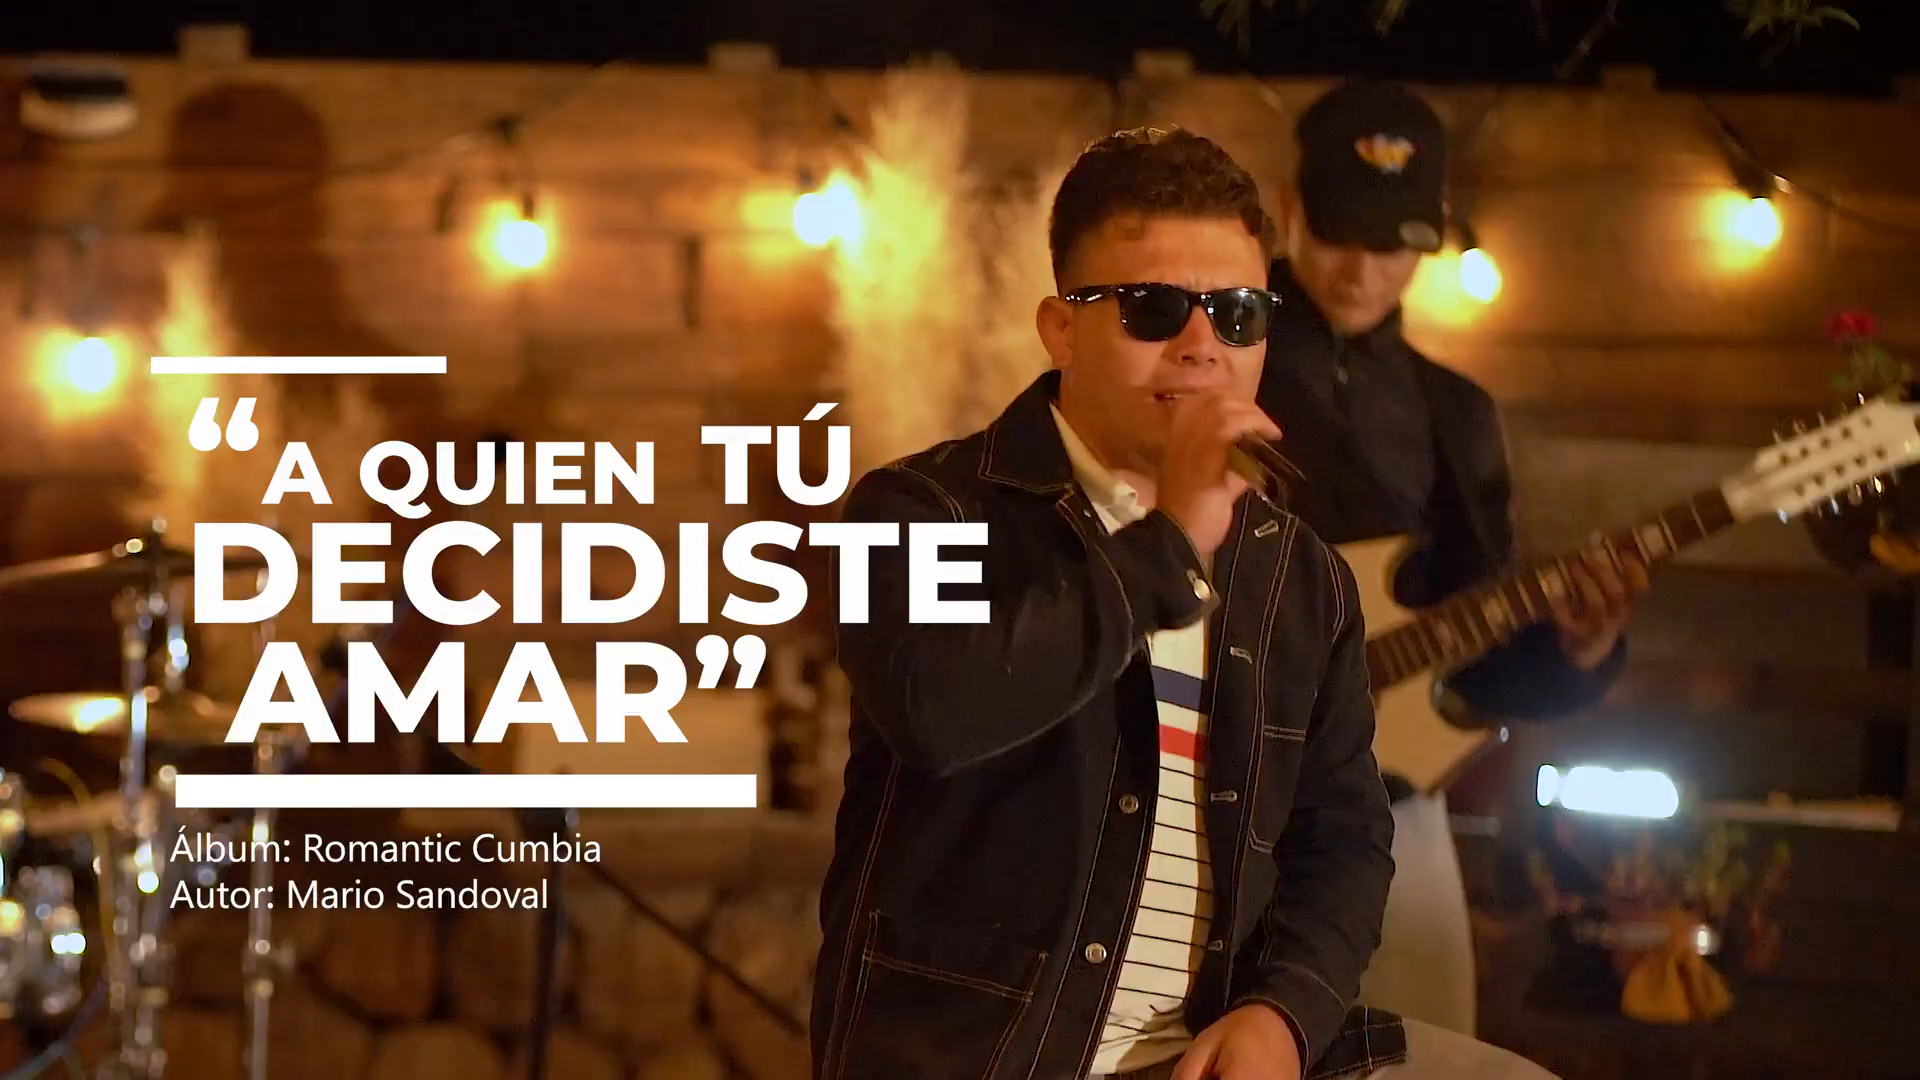 “A QUIEN TÚ
DECIDISTE
AMAR”
Álbum: Romantic Cumbia
Autor: Mario Sandoval